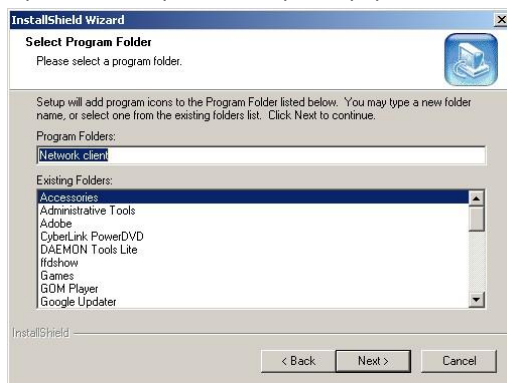 InstallShield Wizard
Select Program Folder
Please select a program folder.
Setup will add program icons to the Program Folder listed below. You may type a new folder
name, or select one from the existing folders list. Click Next to continue.
Program Folders:
Network client
Existing Folders:
Accessories
Administrative Tools
Adobe
CyberLink PowerDVD
DAEMON Tools Lite
ffdshow
Games
GOM Player
Google Updater
InstallShield
< Back Next > Cancel